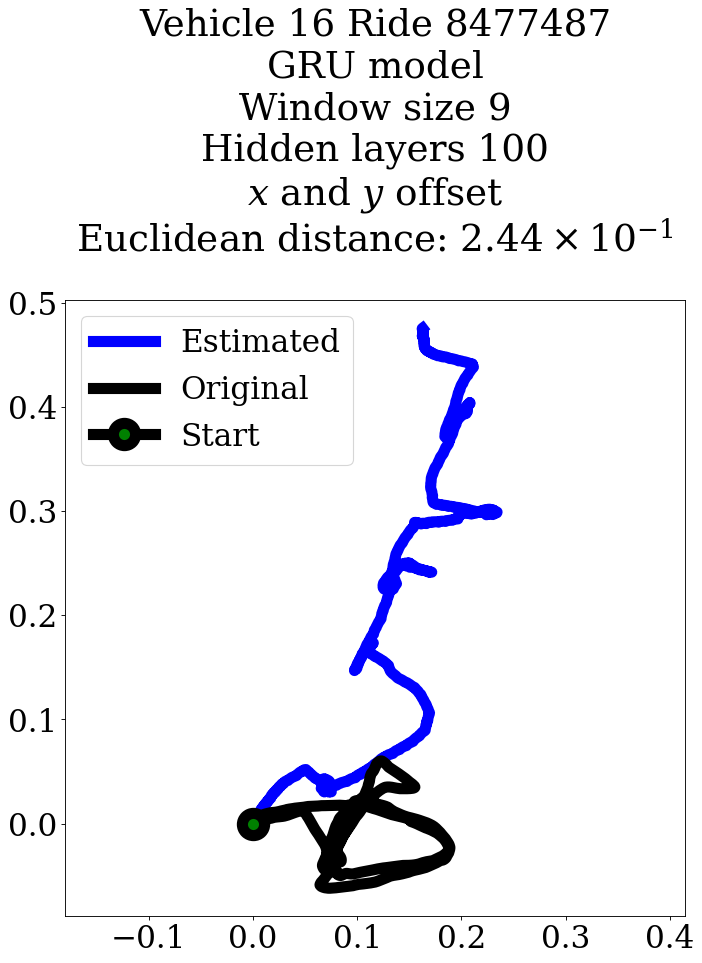 Vehicle 16 Ride 8477487
GRU model
Window size 9
Hidden layers 100
x and y offset
Euclidean distance: 2.44 × 10⁻¹
0.5
0.4
0.3
0.2
0.1
0.0
Estimated
Original
Start
−0.1 0.0 0.1 0.2 0.3 0.4